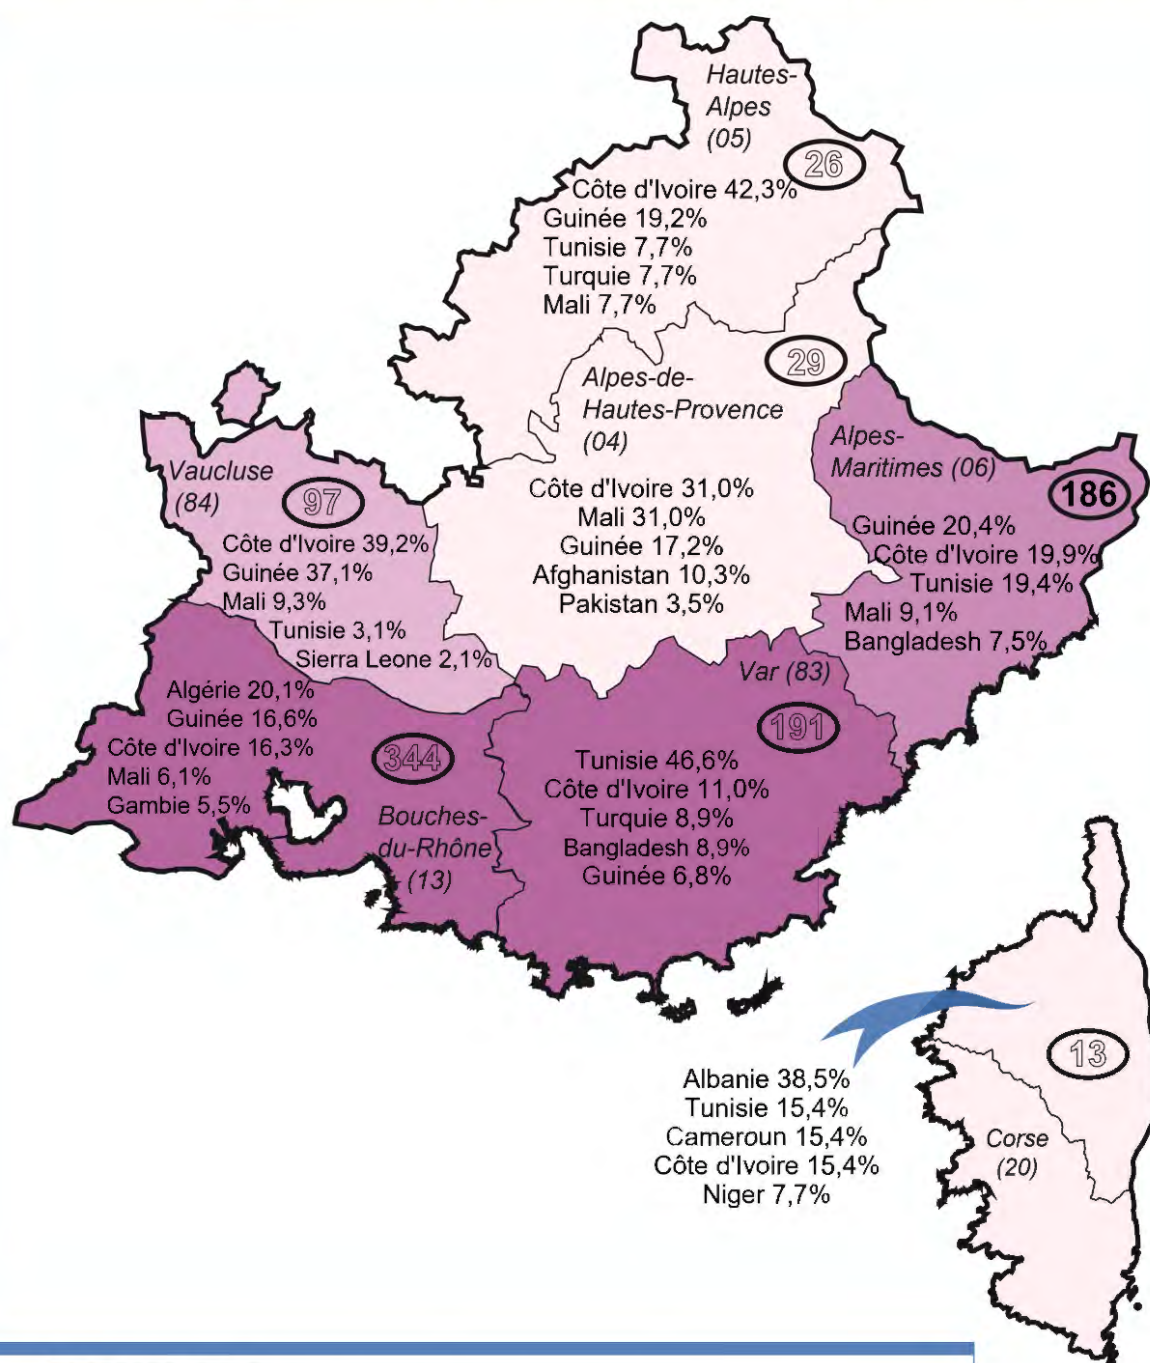 Hautes-
Alpes
(05)
26
Côte d'Ivoire 42,3%
Guinée 19,2%
Tunisie 7,7%
Turquie 7,7%
Mali 7,7%
29
Alpes-de-
Hautes-Provence
(04)
Côte d'Ivoire 31,0%
Mali 31,0%
Guinée 17,2%
Afghanistan 10,3%
Pakistan 3,5%
Alpes-
Maritimes (06)
186
Guinée 20,4%
Côte d'Ivoire 19,9%
Tunisie 19,4%
Mali 9,1%
Bangladesh 7,5%
Vaucluse
(84)
97
Côte d'Ivoire 39,2%
Guinée 37,1%
Mali 9,3%
Tunisie 3,1%
Sierra Leone 2,1%
Algérie 20,1%
Guinée 16,6%
Côte d'Ivoire 16,3%
Mali 6,1%
Gambie 5,5%
344
Bouches-
du-Rhône
(13)
Var (83)
191
Tunisie 46,6%
Côte d'Ivoire 11,0%
Turquie 8,9%
Bangladesh 8,9%
Guinée 6,8%
13
Corse
(20)
Albanie 38,5%
Tunisie 15,4%
Cameroun 15,4%
Côte d'Ivoire 15,4%
Niger 7,7%